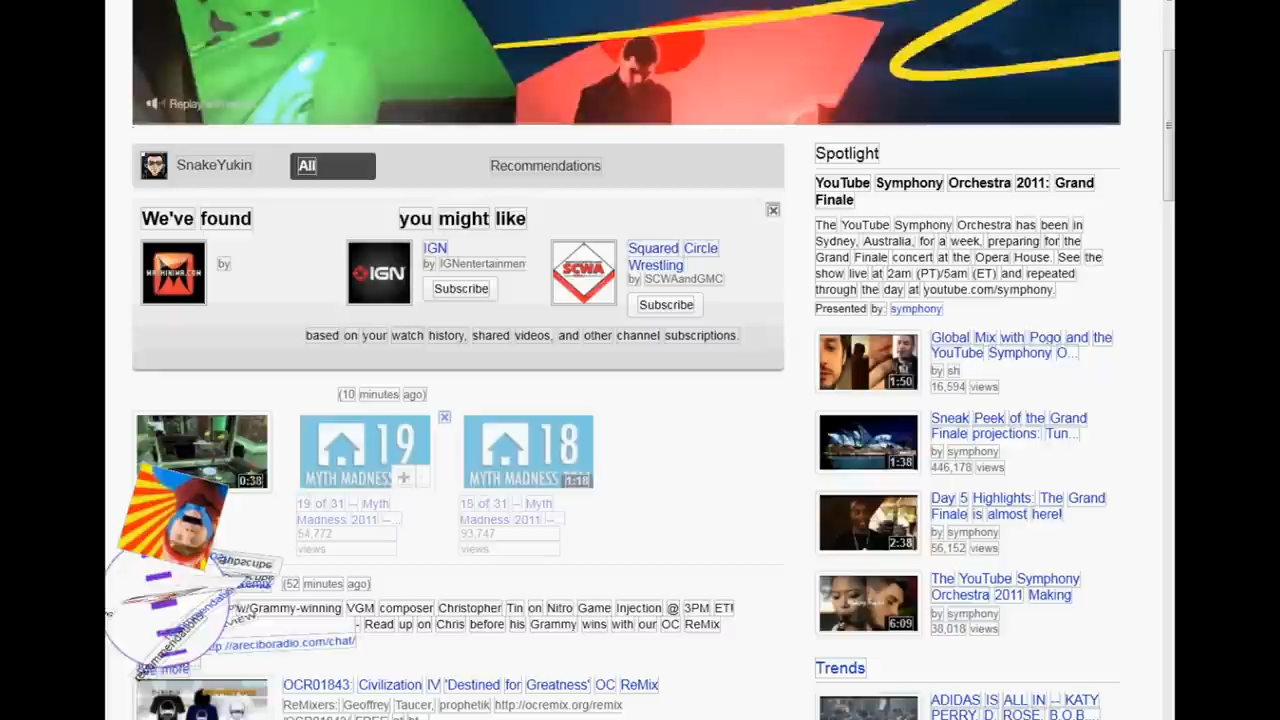 Replay
SnakeYukin
All
Recommendations
We've found
you might like
by
IGN
IGN
by IGNentertainmen
Subscribe
SCWA
Squared Circle
Wrestling
by SCWAandGMC
Subscribe
based on your watch history, shared videos, and other channel subscriptions.
(10 minutes ago)
0:38
19
MYTH MADNESS
18
MYTH MADNESS 1:18
19 of 31 -- Myth
Madness 2011 --
54,772
views
18 of 31 -- Myth
Madness 2011 --
93,747
views
(52 minutes ago)
w/Grammy-winning VGM composer Christopher Tin on Nitro Game Injection @ 3PM ET!
- Read up on Chris before his Grammy wins with our OC ReMix
views
p://areciboradio.com/chat/
see more
OCR01843: Civilization IV 'Destined for Greatness' OC ReMix
ReMixers: Geoffrey Taucer, prophetik http://ocremix.org/remix
Spotlight
YouTube Symphony Orchestra 2011: Grand
Finale
The YouTube Symphony Orchestra has been in
Sydney, Australia, for a week, preparing for the
Grand Finale concert at the Opera House. See the
show live at 2am (PT)/5am (ET) and repeated
through the day at youtube.com/symphony.
Presented by: symphony
1:50
Global Mix with Pogo and the
YouTube Symphony O...
by sh
16,594 views
1:38
Sneak Peek of the Grand
Finale projections: Tun...
by symphony
446,178 views
2:38
Day 5 Highlights: The Grand
Finale is almost here!
by symphony
56,152 views
6:09
The YouTube Symphony
Orchestra 2011 Making
by symphony
38,018 views
Trends
ADIDAS IS ALL IN -- KATY
PERRY, D. ROSE, B.O.B...